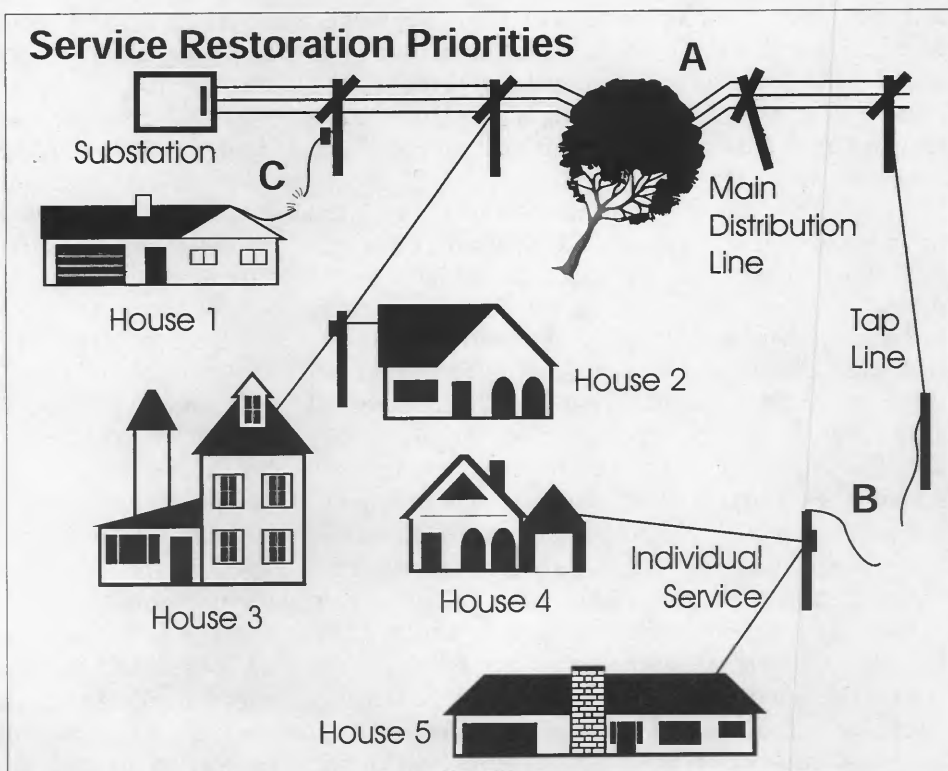 Service Restoration Priorities
A
Substation
C
Main
Distribution
Line
House 1
Tap
Line
House 2
B
Individual
Service
House 3
House 4
House 5